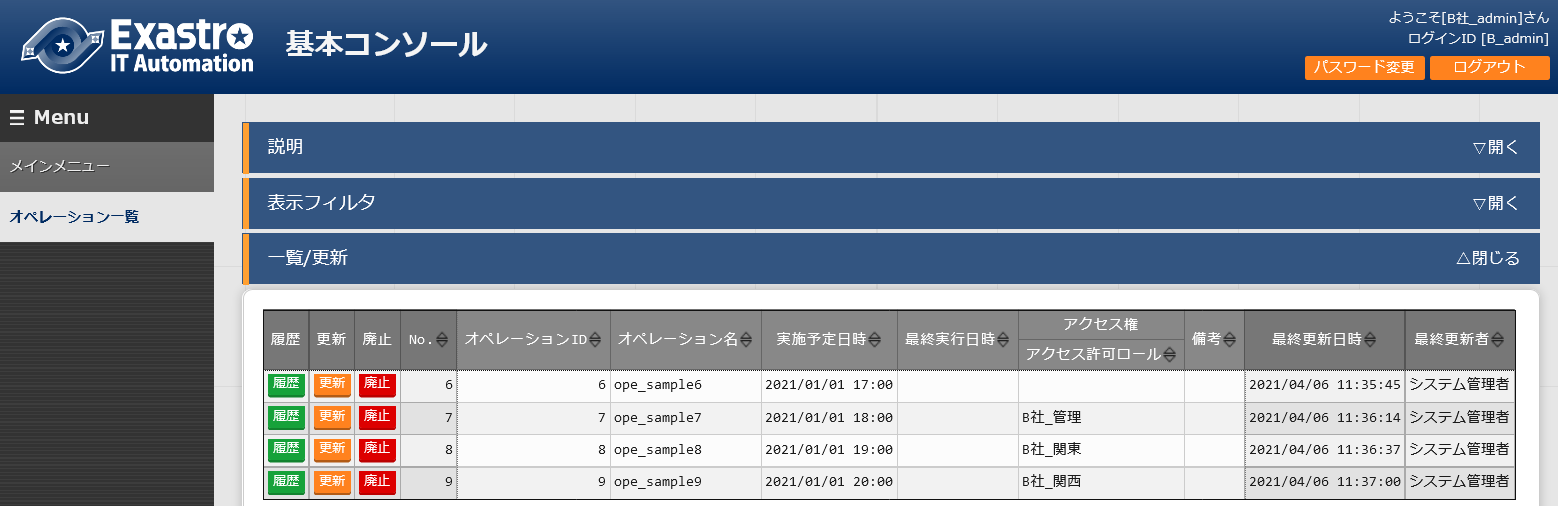 Exastro
IT Automation
基本コンソール
ようこそ[B社_admin]さん
ログインID [B_admin]
パスワード変更 ログアウト
Menu
メインメニュー
オペレーション一覧
説明 ▽開く
表示フィルタ ▽開く
一覧/更新 △閉じる
履歴 更新 廃止 No. オペレーションID オペレーション名 実施予定日時 最終実行日時 アクセス権 備考 最終更新日時 最終更新者
アクセス許可ロール
履歴 更新 廃止 6 6 ope_sample6 2021/01/01 17:00 2021/04/06 11:35:45 システム管理者
履歴 更新 廃止 7 7 ope_sample7 2021/01/01 18:00 B社_管理 2021/04/06 11:36:14 システム管理者
履歴 更新 廃止 8 8 ope_sample8 2021/01/01 19:00 B社_関東 2021/04/06 11:36:37 システム管理者
履歴 更新 廃止 9 9 ope_sample9 2021/01/01 20:00 B社_関西 2021/04/06 11:37:00 システム管理者